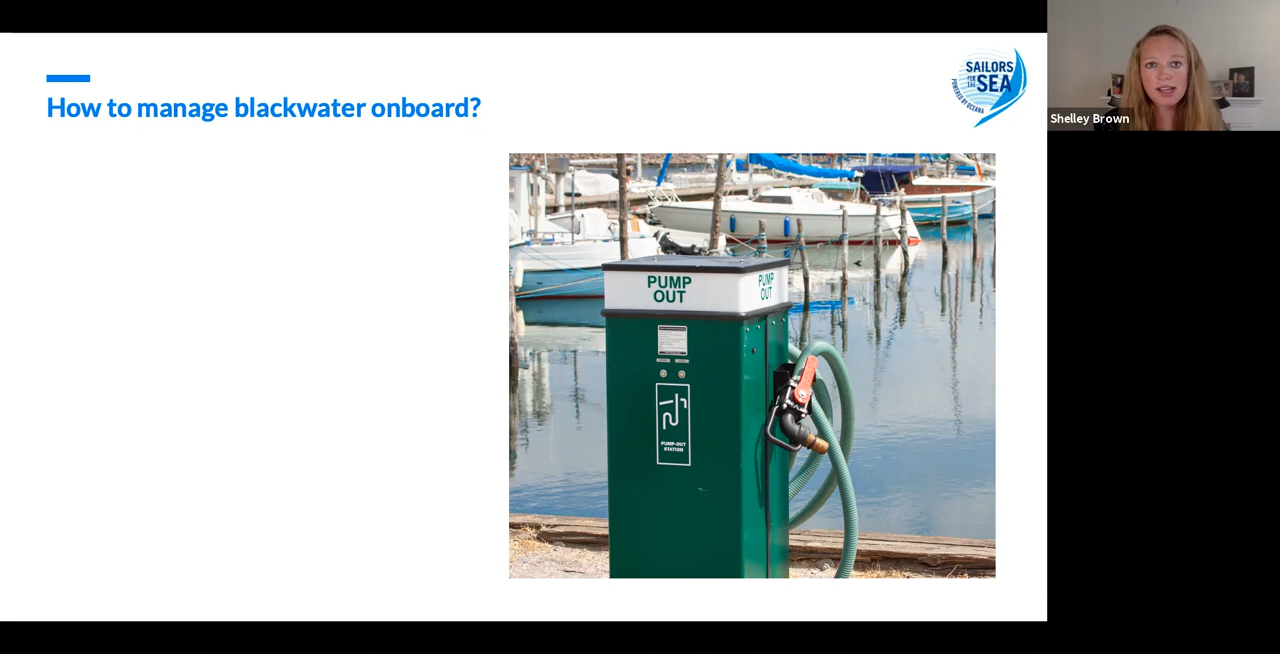 How to manage blackwater onboard?
SAILORS
FOR
THE
SEA
POWERED BY OCEANA
Shelley Brown
PUMP
OUT
PUMP
OUT
PUMP-OUT
STATION